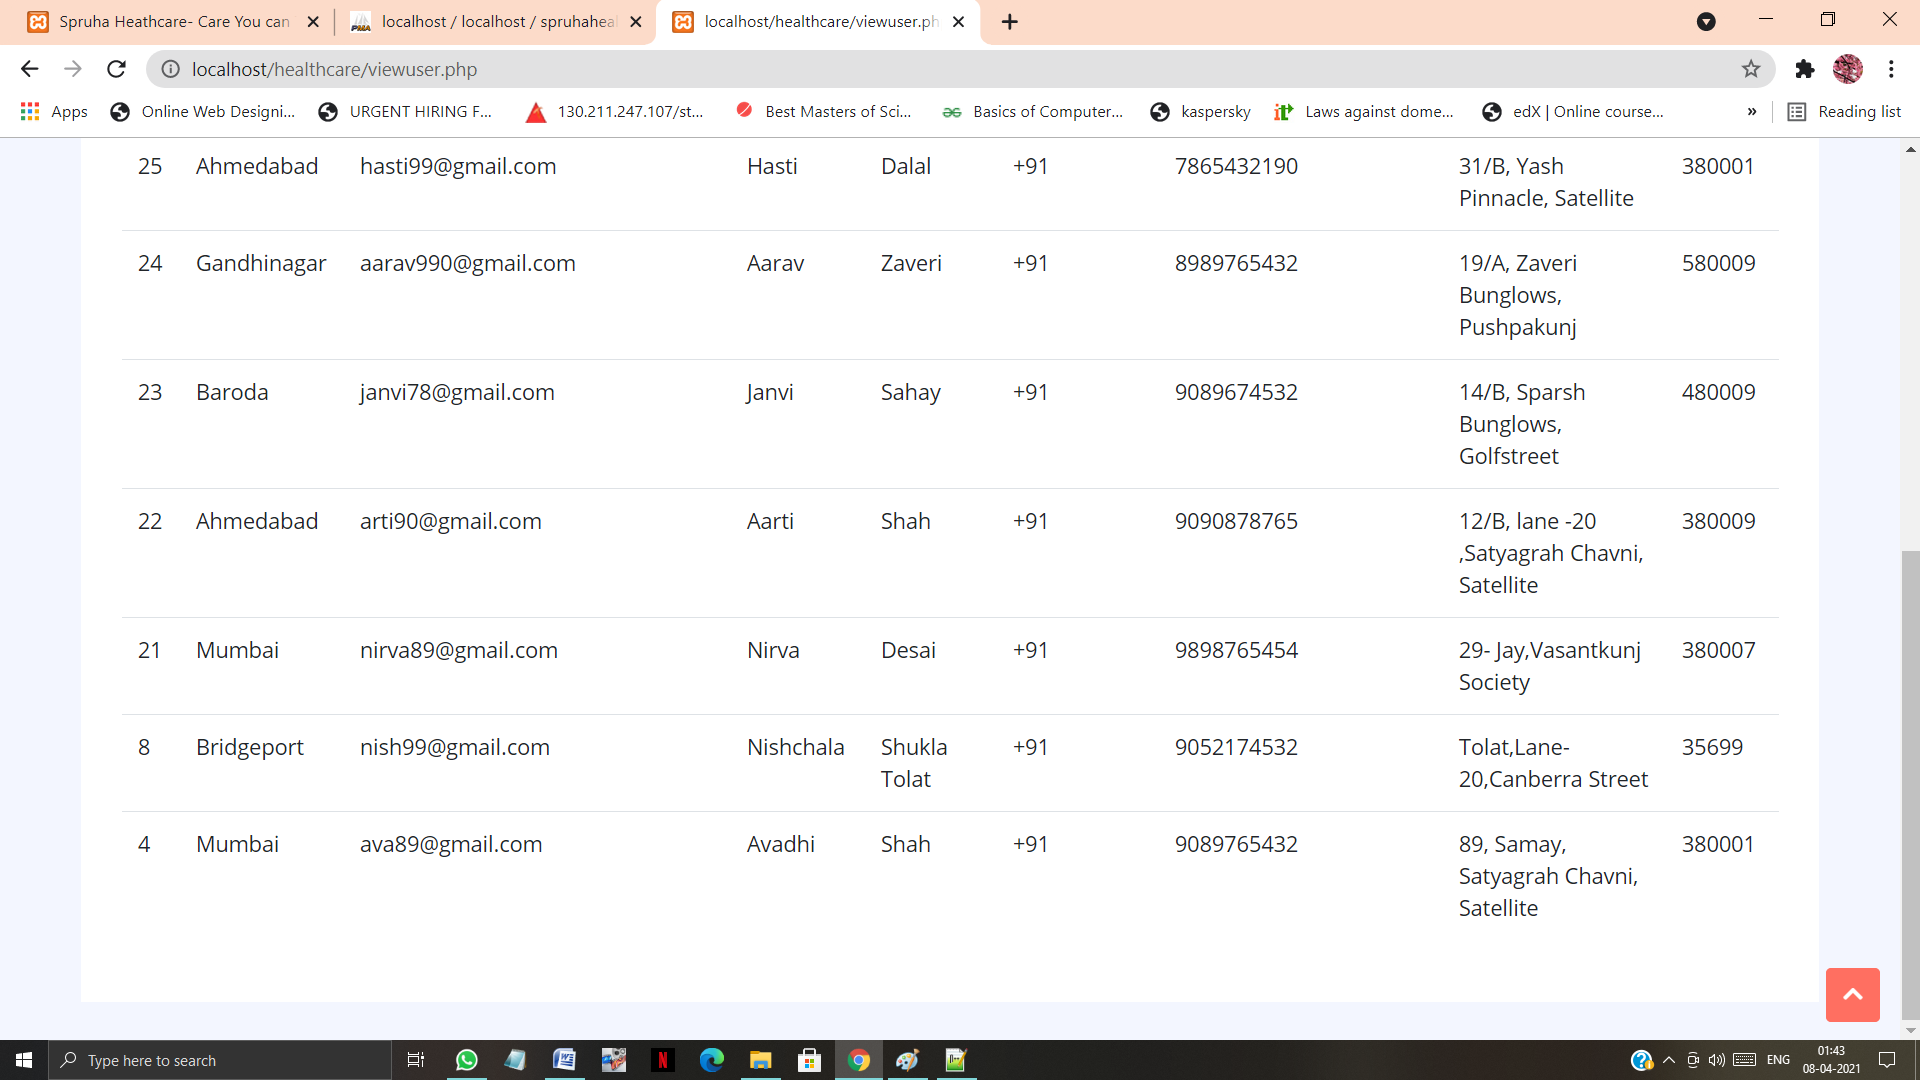 Spruha Heathcare- Care You can
localhost / localhost / spruhaheal
localhost/healthcare/viewuser.ph
localhost/healthcare/viewuser.php
Apps
Online Web Designi...
URGENT HIRING F...
130.211.247.107/st...
Best Masters of Sci...
Basics of Computer...
kaspersky
Laws against dome...
edX | Online course...
»
Reading list
25 Ahmedabad hasti99@gmail.com Hasti Dalal +91 7865432190 31/B, Yash 380001
Pinnacle, Satellite
24 Gandhinagar aarav990@gmail.com Aarav Zaveri +91 8989765432 19/A, Zaveri 580009
Bunglows,
Pushpakunj
23 Baroda janvi78@gmail.com Janvi Sahay +91 9089674532 14/B, Sparsh 480009
Bunglows,
Golfstreet
22 Ahmedabad arti90@gmail.com Aarti Shah +91 9090878765 12/B, lane -20 380009
,Satyagrah Chavni,
Satellite
21 Mumbai nirva89@gmail.com Nirva Desai +91 9898765454 29- Jay,Vasantkunj 380007
Society
8 Bridgeport nish99@gmail.com Nishchala Shukla +91 9052174532 Tolat,Lane- 35699
Tolat 20,Canberra Street
4 Mumbai ava89@gmail.com Avadhi Shah +91 9089765432 89, Samay, 380001
Satyagrah Chavni,
Satellite
Type here to search
ENG
01:43
08-04-2021